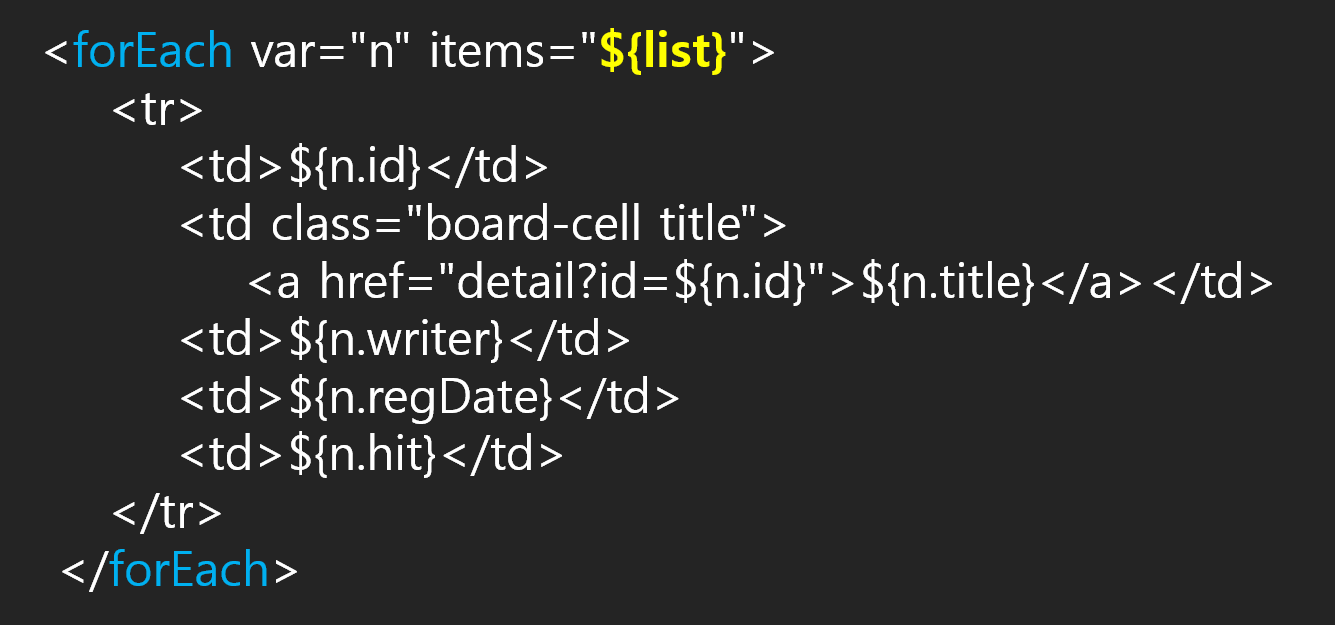 <forEach var="n" items="${list}">
<tr>
<td>${n.id}</td>
<td class="board-cell title">
<a href="detail?id=${n.id}">${n.title}</a></td>
<td>${n.writer}</td>
<td>${n.regDate}</td>
<td>${n.hit}</td>
</tr>
</forEach>